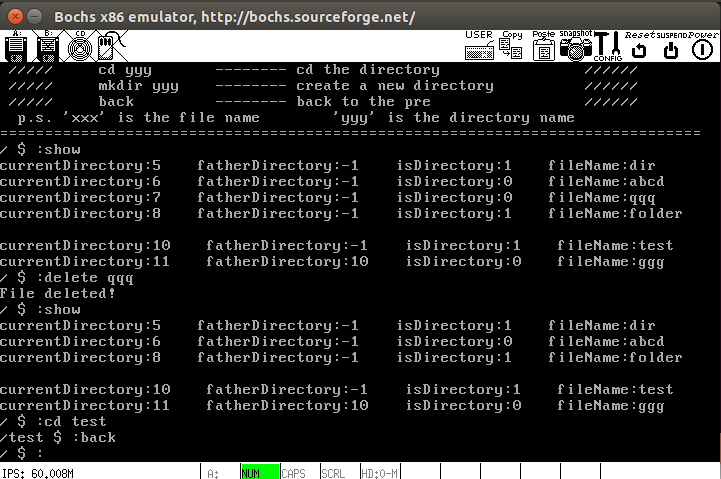 Bochs x86 emulator, http://bochs.sourceforge.net/
A: B: CD USER Copy Paste Snapshot CONFIG Reset SUSPEND Power
///// cd yyy -------- cd the directory //////
///// mkdir yyy -------- create a new directory //////
///// back -------- back to the pre //////
p.s. 'xxx' is the file name 'yyy' is the directory name
==============================================================================
/ $ :show
currentDirectory:5 fatherDirectory:-1 isDirectory:1 fileName:dir
currentDirectory:6 fatherDirectory:-1 isDirectory:0 fileName:abcd
currentDirectory:7 fatherDirectory:-1 isDirectory:0 fileName:qqq
currentDirectory:8 fatherDirectory:-1 isDirectory:1 fileName:folder
currentDirectory:10 fatherDirectory:-1 isDirectory:1 fileName:test
currentDirectory:11 fatherDirectory:10 isDirectory:0 fileName:ggg
/ $ :delete qqq
File deleted!
/ $ :show
currentDirectory:5 fatherDirectory:-1 isDirectory:1 fileName:dir
currentDirectory:6 fatherDirectory:-1 isDirectory:0 fileName:abcd
currentDirectory:8 fatherDirectory:-1 isDirectory:1 fileName:folder
currentDirectory:10 fatherDirectory:-1 isDirectory:1 fileName:test
currentDirectory:11 fatherDirectory:10 isDirectory:0 fileName:ggg
/ $ :cd test
/test $ :back
/ $ :
IPS: 60.008M A: NUM CAPS SCRL HD:0-M